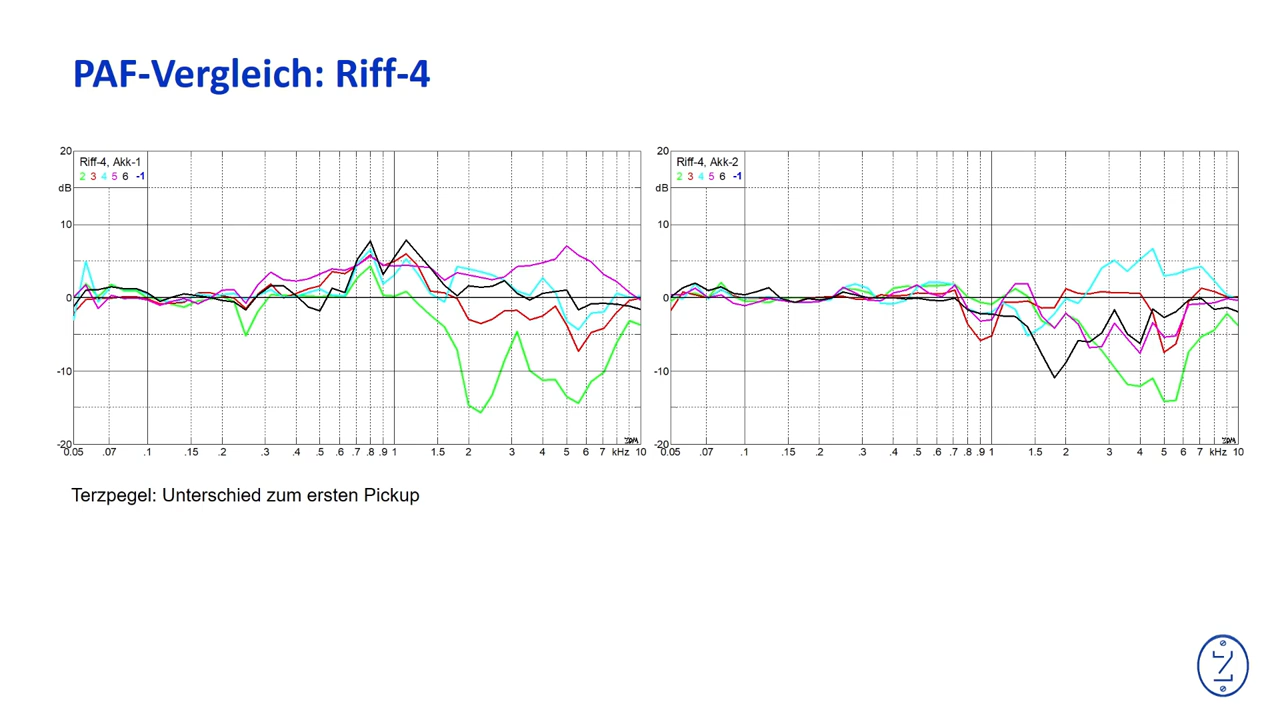 PAF-Vergleich: Riff-4
20
dB
10
0
-10
-20
Riff-4, Akk-1
2 3 4 5 6 -1
0.05 .07 .1 .15 .2 .3 .4 .5 .6 .7 .8 .9 1 1.5 2 3 4 5 6 7 kHz 10
20
dB
10
0
-10
-20
Riff-4, Akk-2
2 3 4 5 6 -1
0.05 .07 .1 .15 .2 .3 .4 .5 .6 .7 .8 .9 1 1.5 2 3 4 5 6 7 kHz 10
Terzpegel: Unterschied zum ersten Pickup